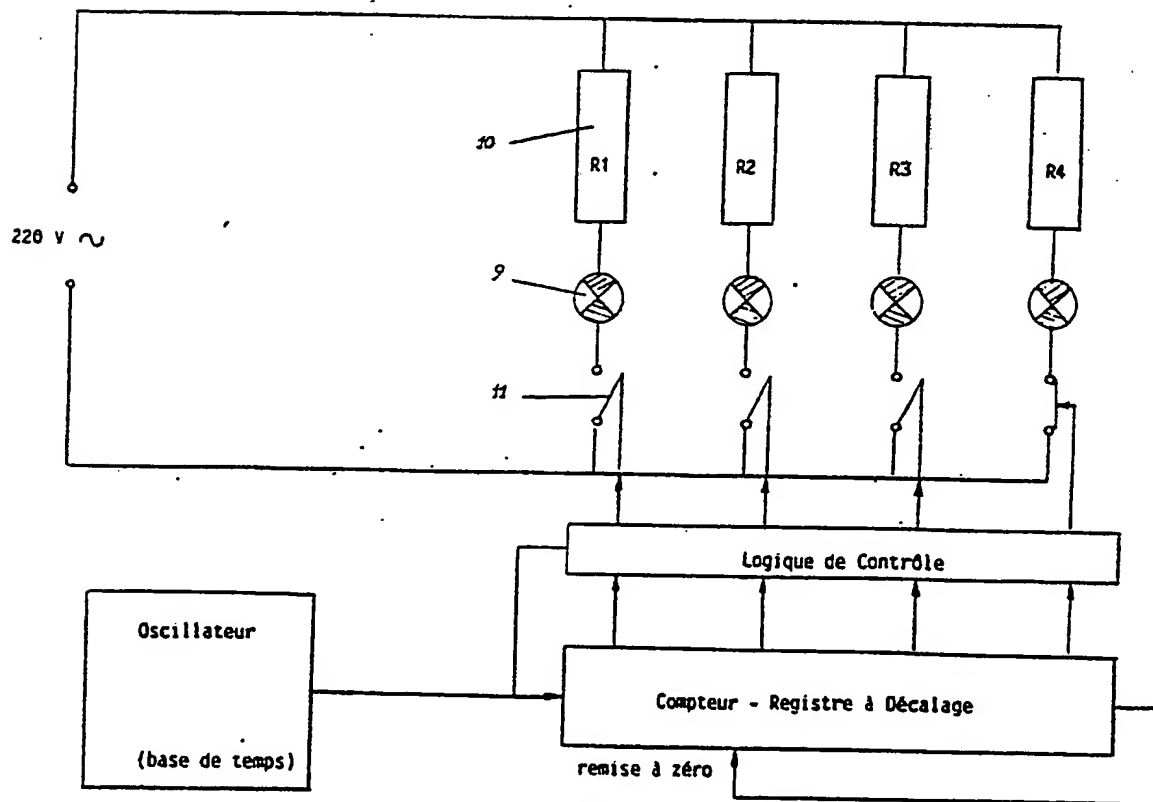 10
R1
R2
R3
R4
220 V ~
9
11
Logique de Contrôle
Oscillateur
(base de temps)
Compteur - Registre à Décalage
remise à zéro